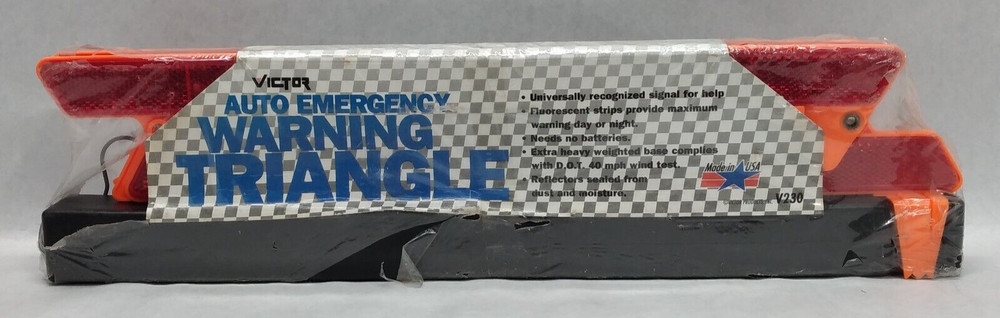 VICTOR
AUTO EMERGENCY
WARNING
TRIANGLE
• Universally recognized signal for help
• Fluorescent strips provide maximum
warning day or night.
• Needs no batteries.
• Extra heavy weighted base complies
with D.O.T. 40 mph wind test.
• Reflectors sealed from
dust and moisture.
Made in USA
V230